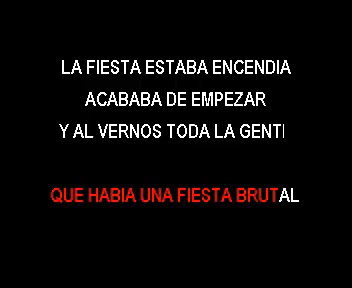 LA FIESTA ESTABA ENCENDIA
ACABABA DE EMPEZAR
Y AL VERNOS TODA LA GENTI
QUE HABIA UNA FIESTA BRUTAL